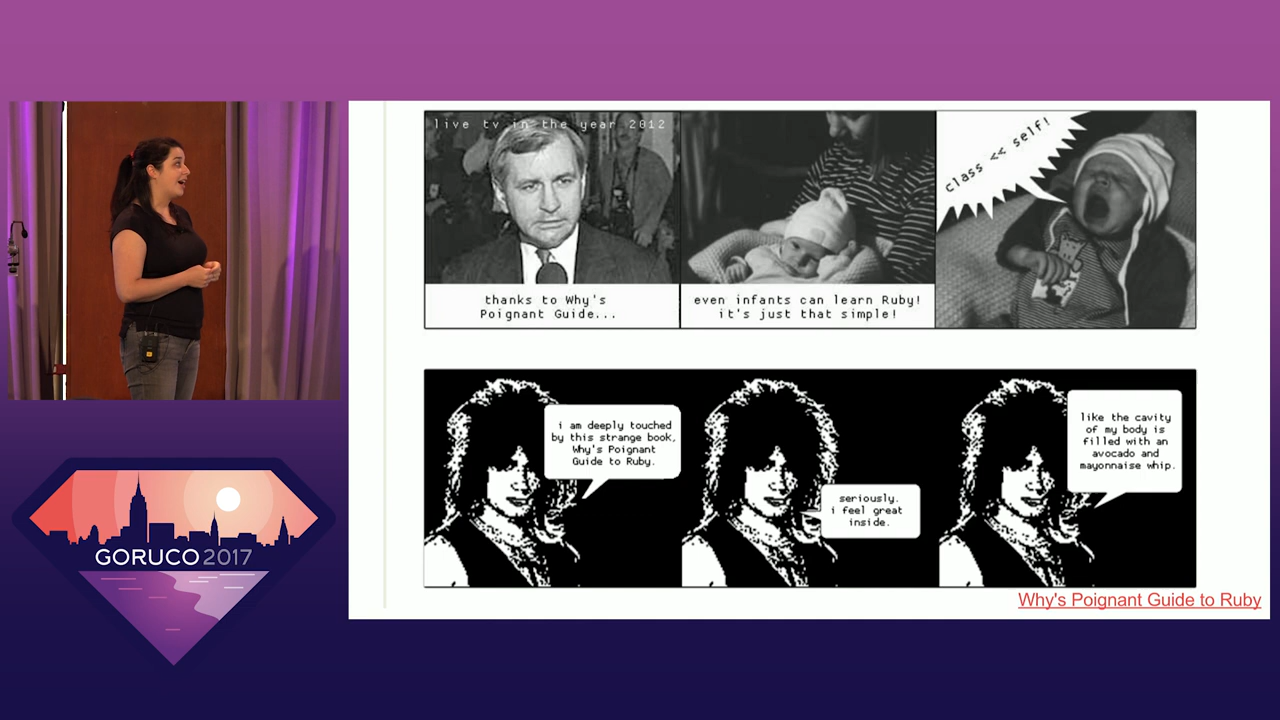 live tv in the year 2012
thanks to Why's
Poignant Guide...
even infants can learn Ruby!
it's just that simple!
class << self!
i am deeply touched
by this strange book,
Why's Poignant
Guide to Ruby.
seriously.
i feel great
inside.
like the cavity
of my body is
filled with an
avocado and
mayonnaise whip.
Why's Poignant Guide to Ruby
GORUCO 2017